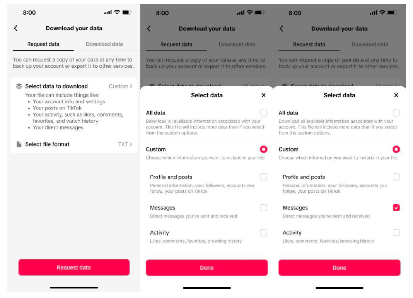 8:00
Download your data
Request data
Download data
You can request a copy of your data at any time to
back up your account or export it to other services.
Select data to download
Custom >
Your file can include things like:
• Your account info and settings
• Your posts on TikTok
• Your activity, such as likes, comments,
favorites, and watch history
• Your direct messages
Select file format
TXT >
Request data
8:00
Download your data
Request data
Download data
You can request a copy of your data at any time to
back up your account or export it to other services.
Select data
All data
Download all available information associated with your
account. This file will include more data than if you select
from the custom options.
Custom
Choose which information you want to include in your file.
Profile and posts
Personal information, your followers, accounts you
follow, your posts on TikTok
Messages
Direct messages you've sent and received
Activity
Likes, comments, favorites, browsing history
Done
8:00
Download your data
Request data
Download data
You can request a copy of your data at any time to
back up your account or export it to other services.
Select data
All data
Download all available information associated with your
account. This file will include more data than if you select
from the custom options.
Custom
Choose which information you want to include in your file.
Profile and posts
Personal information, your followers, accounts you
follow, your posts on TikTok
Messages
Direct messages you've sent and received
Activity
Likes, comments, favorites, browsing history
Done